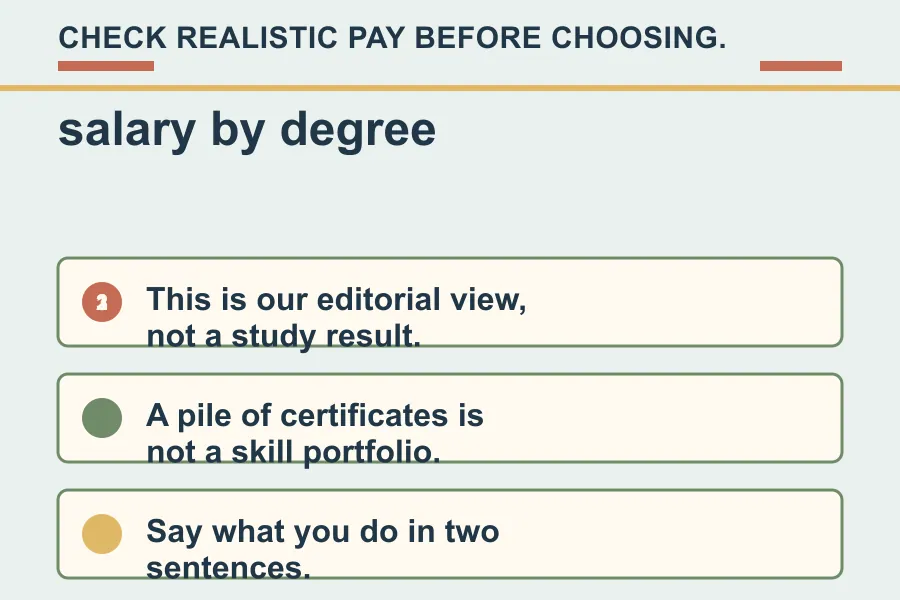 CHECK REALISTIC PAY BEFORE CHOOSING.
salary by degree
This is our editorial view,
not a study result.
A pile of certificates is
not a skill portfolio.
Say what you do in two
sentences.